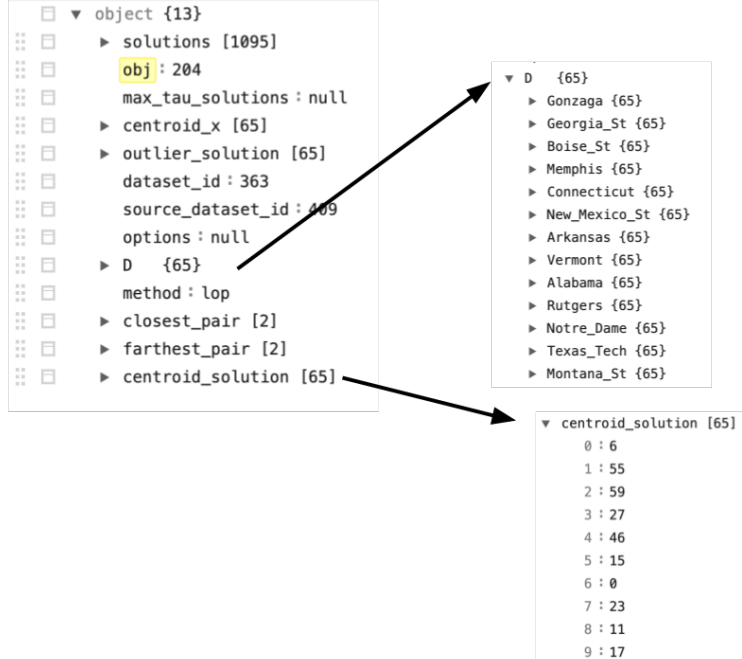 object {13}
solutions [1095]
obj : 204
max_tau_solutions : null
centroid_x [65]
outlier_solution [65]
dataset_id : 363
source_dataset_id : 409
options : null
D {65}
method : lop
closest_pair [2]
farthest_pair [2]
centroid_solution [65]
D {65}
Gonzaga {65}
Georgia_St {65}
Boise_St {65}
Memphis {65}
Connecticut {65}
New_Mexico_St {65}
Arkansas {65}
Vermont {65}
Alabama {65}
Rutgers {65}
Notre_Dame {65}
Texas_Tech {65}
Montana_St {65}
centroid_solution [65]
0 : 6
1 : 55
2 : 59
3 : 27
4 : 46
5 : 15
6 : 0
7 : 23
8 : 11
9 : 17